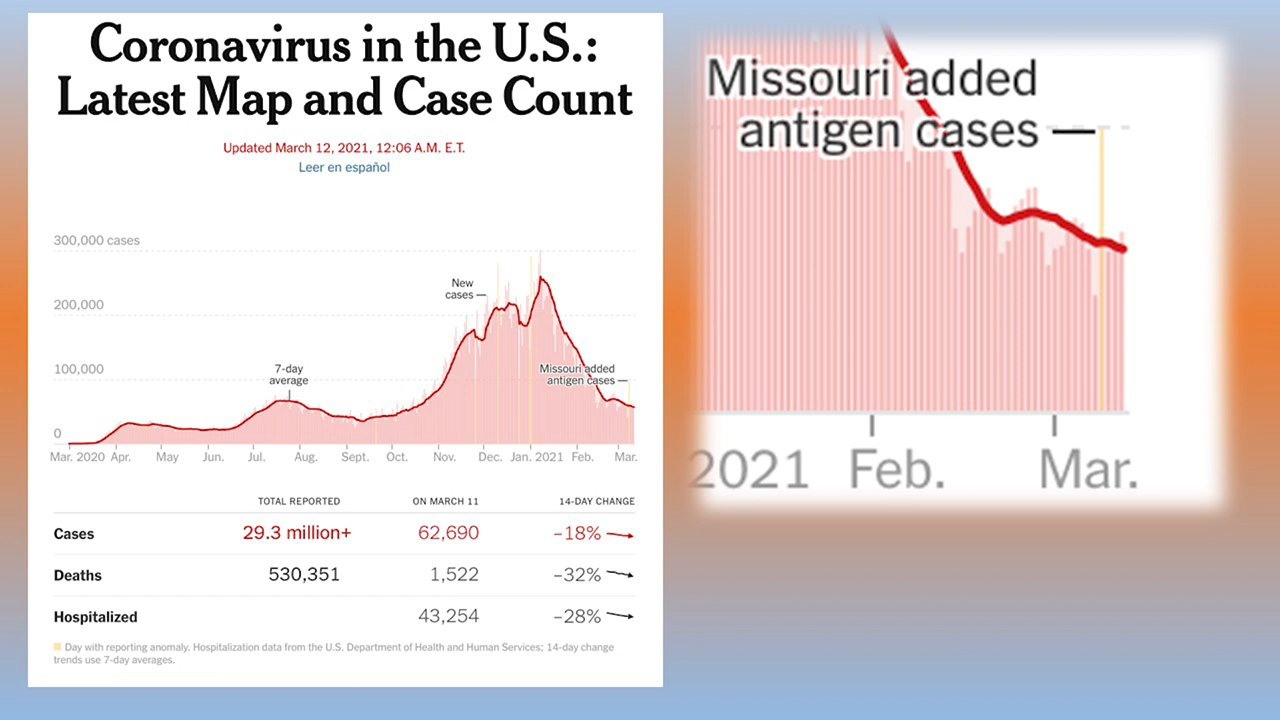 Coronavirus in the U.S.:
Latest Map and Case Count
Updated March 12, 2021, 12:06 A.M. E.T.
Leer en español
300,000 cases
200,000
100,000
0
New
cases
7-day
average
Missouri added
antigen cases
Mar. 2020 Apr. May Jun. Jul. Aug. Sept. Oct. Nov. Dec. Jan. 2021 Feb. Mar.
TOTAL REPORTED ON MARCH 11 14-DAY CHANGE
Cases 29.3 million+ 62,690 –18%
Deaths 530,351 1,522 –32%
Hospitalized 43,254 –28%
Day with reporting anomaly. Hospitalization data from the U.S. Department of Health and Human Services; 14-day change
trends use 7-day averages.
Missouri added
antigen cases
2021 Feb. Mar.